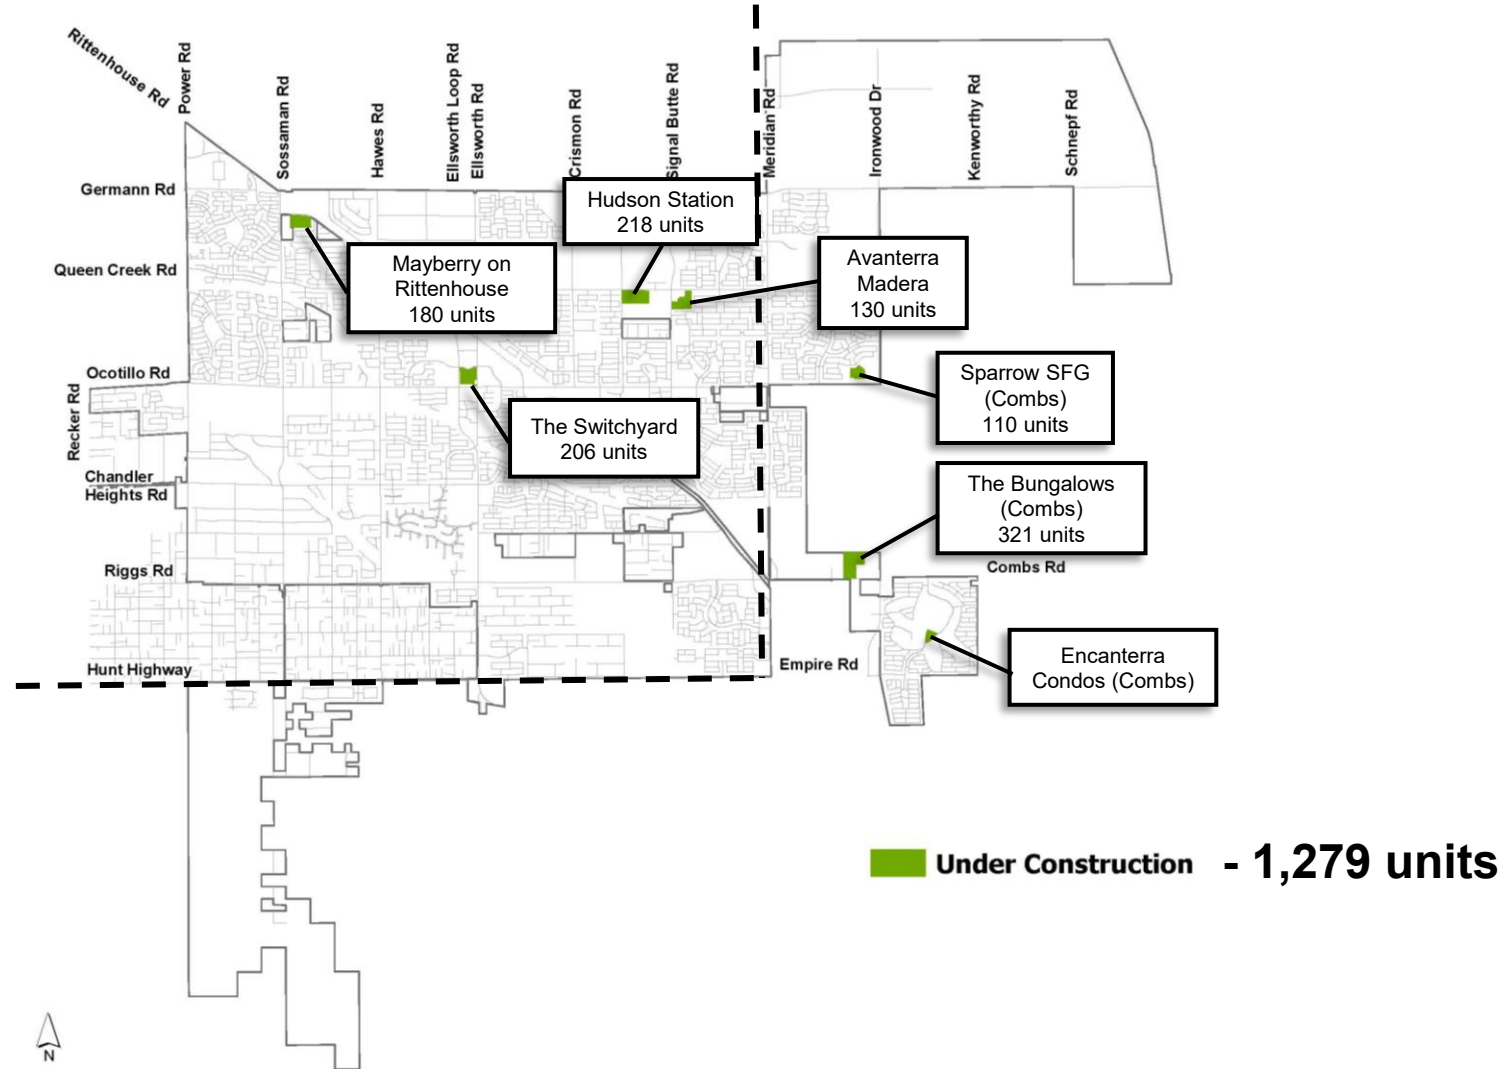 Rittenhouse Rd
Power Rd
Sossaman Rd
Hawes Rd
Ellsworth Loop Rd
Ellsworth Rd
Crismon Rd
Signal Butte Rd
Meridian Rd
Ironwood Dr
Kenworthy Rd
Schnepf Rd
Germann Rd
Queen Creek Rd
Ocotillo Rd
Recker Rd
Chandler
Heights Rd
Riggs Rd
Hunt Highway
Combs Rd
Empire Rd
Hudson Station
218 units
Mayberry on
Rittenhouse
180 units
Avanterra
Madera
130 units
Sparrow SFG
(Combs)
110 units
The Switchyard
206 units
The Bungalows
(Combs)
321 units
Encanterra
Condos (Combs)
Under Construction - 1,279 units
N